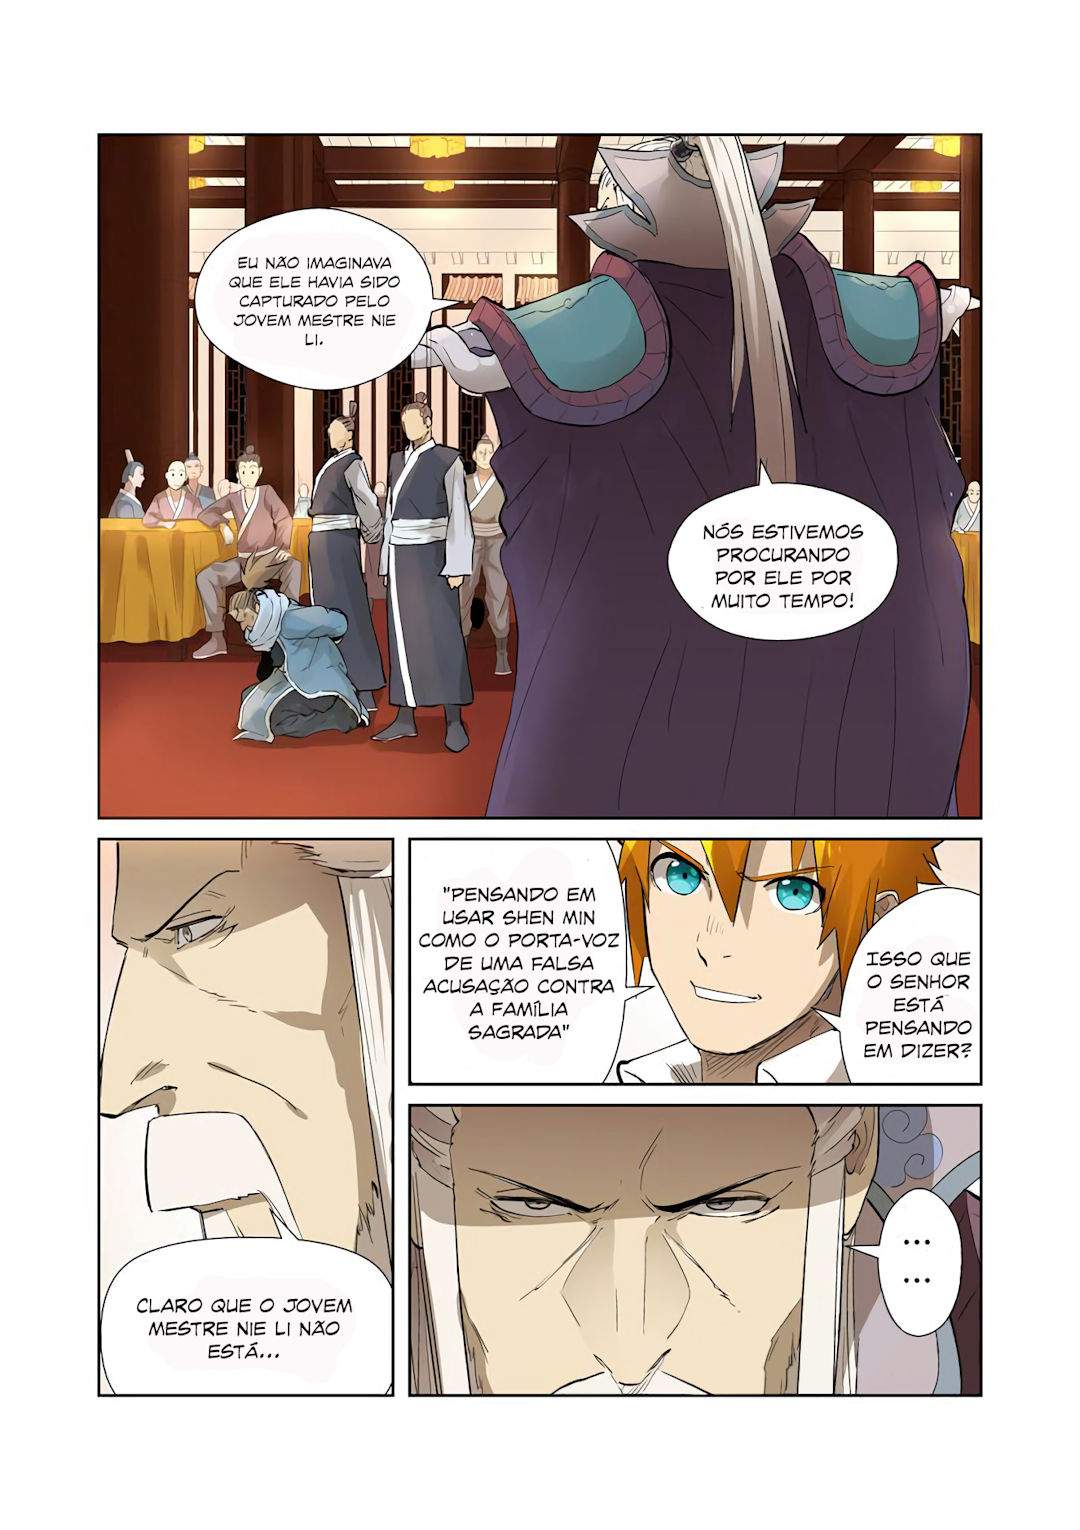 EU NÃO IMAGINAVA
QUE ELE HAVIA SIDO
CAPTURADO PELO
JOVEM MESTRE NIE
LI.
NÓS ESTIVEMOS
PROCURANDO
POR ELE POR
MUITO TEMPO!
CLARO QUE O JOVEM
MESTRE NIE LI NÃO
ESTÁ...
"PENSANDO EM
USAR SHEN MIN
COMO O PORTA-VOZ
DE UMA FALSA
ACUSAÇÃO CONTRA
A FAMÍLIA
SAGRADA"
ISSO QUE
O SENHOR
ESTÁ
PENSANDO
EM DIZER?
...
...